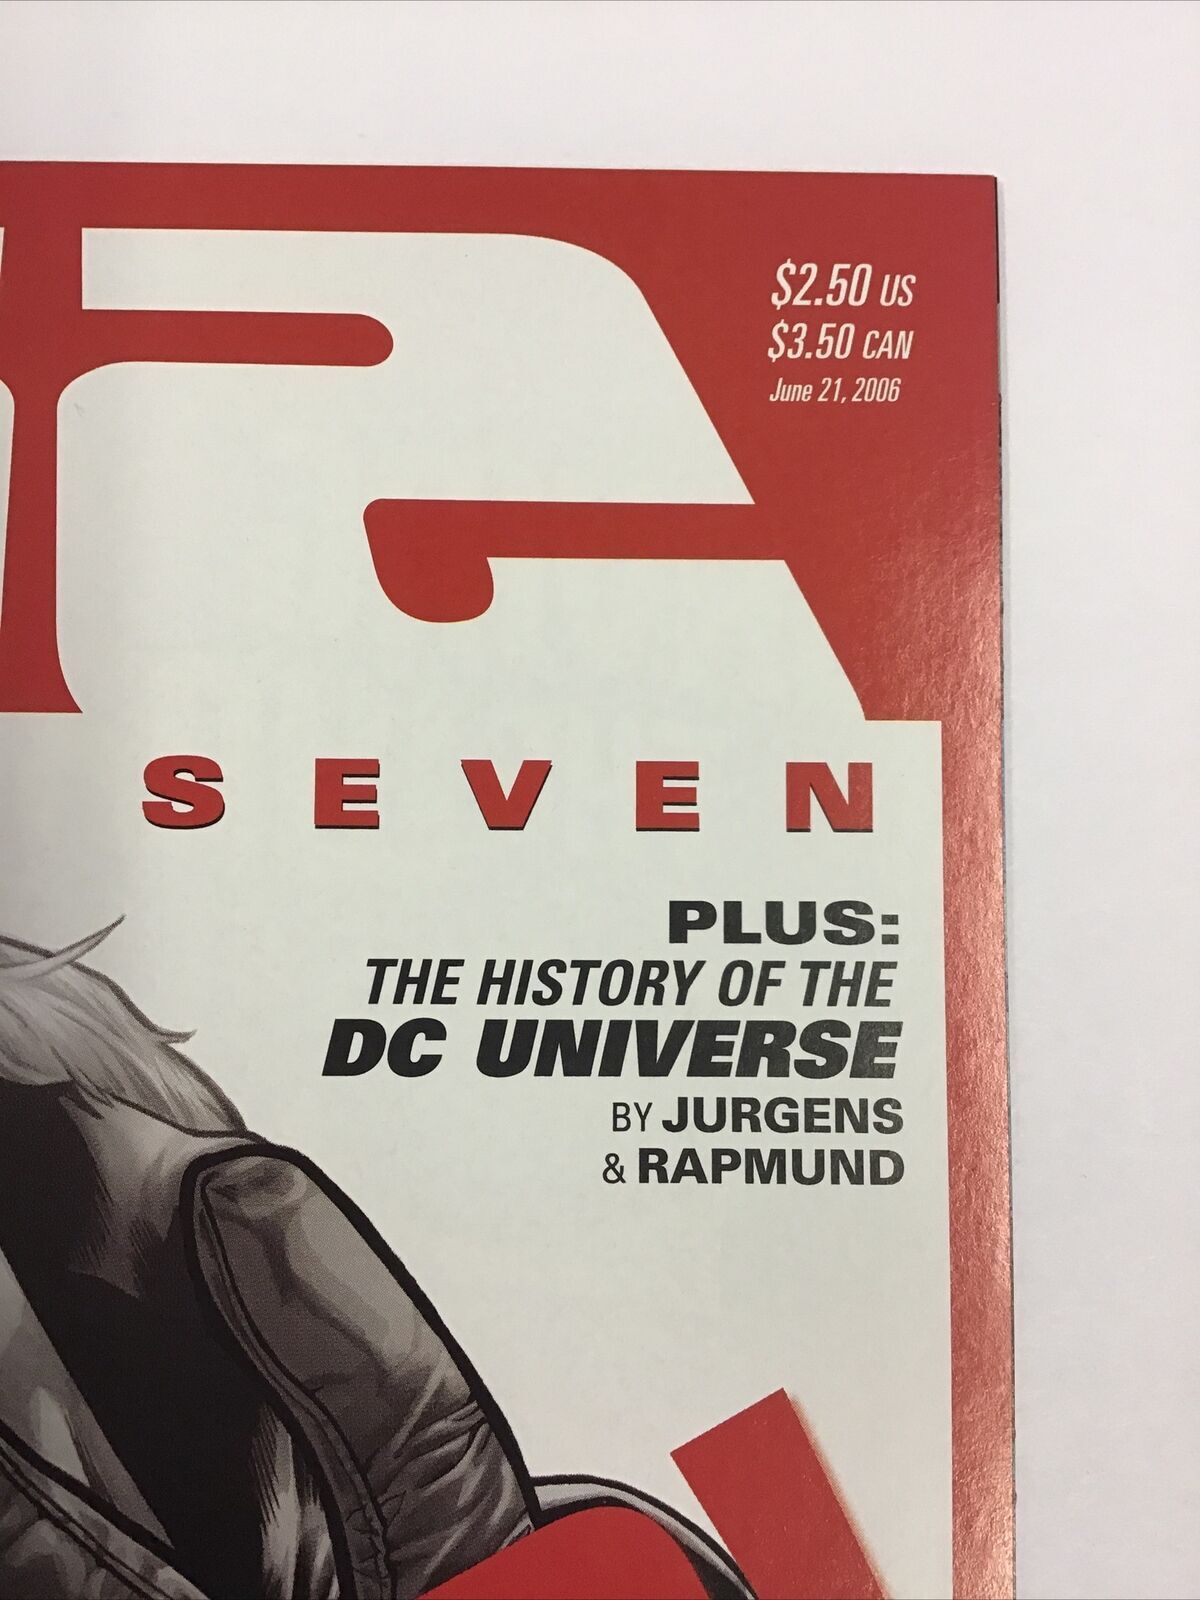 $2.50 US
$3.50 CAN
June 21, 2006
SEVEN
PLUS:
THE HISTORY OF THE
DC UNIVERSE
BY JURGENS
& RAPMUND